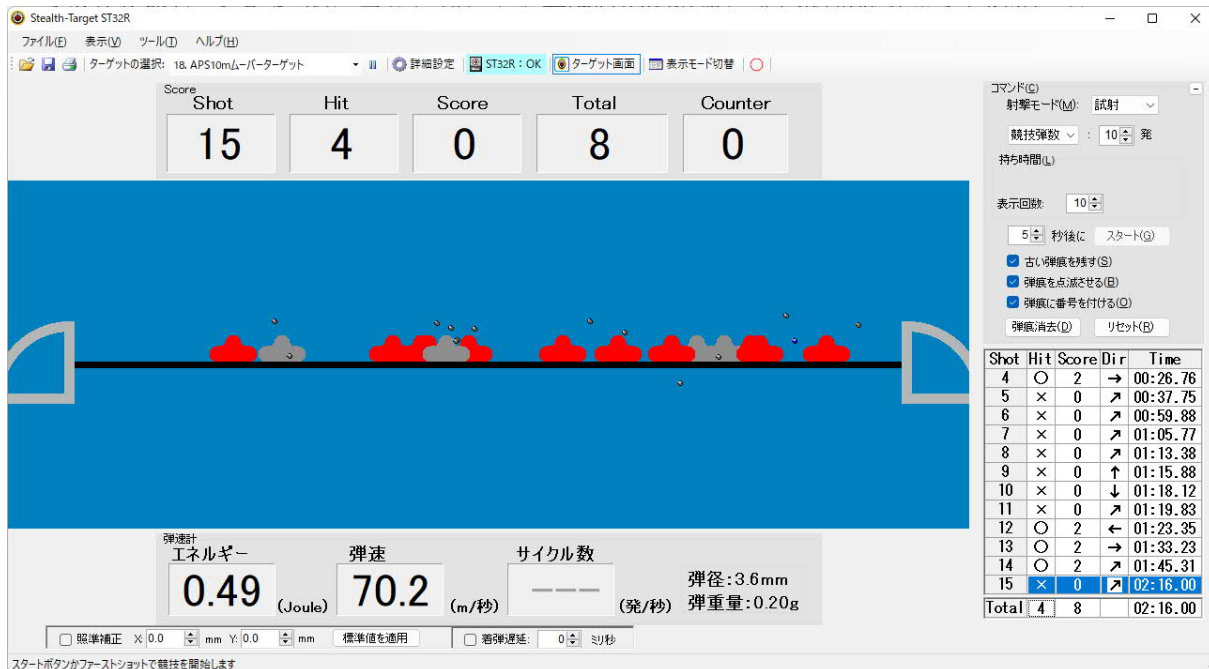 Stealth-Target ST32R
ファイル(F) 表示(V) ツール(T) ヘルプ(H)
ターゲットの選択: 18. APS10mムーバーターゲット 詳細設定 ST32R：OK ターゲット画面 表示モード切替
Score
Shot Hit Score Total Counter
15 4 0 8 0
コマンド(C)
射撃モード(M): 試射
競技弾数 : 10 発
持ち時間(L)
表示回数: 10
5 秒後に スタート(G)
古い弾痕を残す(S)
弾痕を点滅させる(B)
弾痕に番号を付ける(O)
弾痕消去(D) リセット(R)
Shot Hit Score Dir Time
4 ○ 2 → 00:26.76
5 × 0 ↗ 00:37.75
6 × 0 ↗ 00:59.88
7 × 0 ↗ 01:05.77
8 × 0 ↗ 01:13.38
9 × 0 ↑ 01:15.88
10 × 0 ↓ 01:18.12
11 × 0 ↗ 01:19.83
12 ○ 2 ← 01:23.35
13 ○ 2 → 01:33.23
14 ○ 2 ↗ 01:45.31
15 × 0 ↗ 02:16.00
Total 4 8 02:16.00
弾速計
エネルギー 弾速 サイクル数
0.49 (Joule) 70.2 (m/秒) --- (発/秒)
弾径:3.6mm
弾重量:0.20g
照準補正 X: 0.0 mm Y: 0.0 mm 標準値を適用 着弾遅延: 0 ミリ秒
スタートボタンかファーストショットで競技を開始します